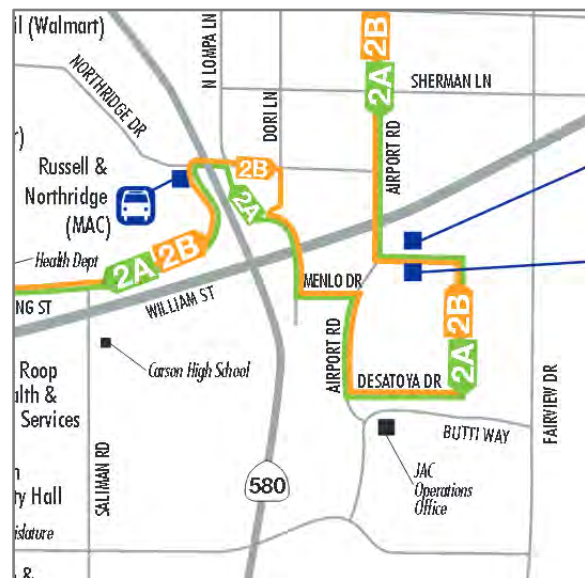 il (Walmart)
NORTHRIDGE DR
N LOMPA LN
DORI LN
2B
2A
SHERMAN LN
AIRPORT RD
r)
Russell &
Northridge
(MAC)
2B
2A
Health Dept
2A
2B
NG ST
WILLIAM ST
MENLO DR
2B
2A
AIRPORT RD
DESATOYA DR
FAIRVIEW DR
Carson High School
Roop
alth &
Services
BUTTI WAY
SALIMAN RD
580
JAC
Operations
Office
n
ty Hall
islature
&